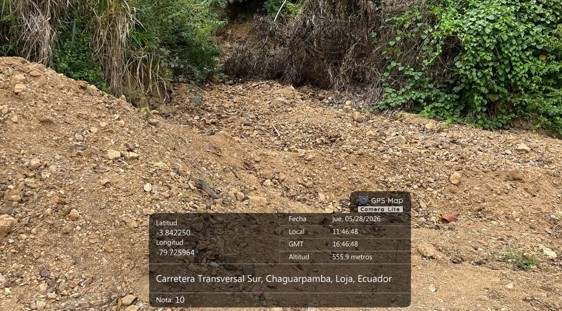 GPS Map
Camera Lite
Latitud
-3.842250
Longitud
-79.725964
Fecha jue, 05/28/2026
Local 11:46:48
GMT 16:46:48
Altitud 555.9 metros
Carretera Transversal Sur, Chaguarpamba, Loja, Ecuador
Nota: 10